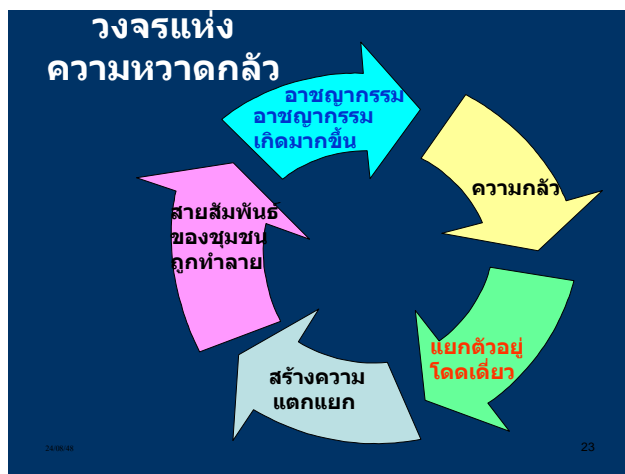 วงจรแห่ง
ความหวาดกลัว
อาชญากรรม
อาชญากรรม
เกิดมากขึ้น
ความกลัว
แยกตัวอยู่
โดดเดี่ยว
สร้างความ
แตกแยก
สายสัมพันธ์
ของชุมชน
ถูกทำลาย
23